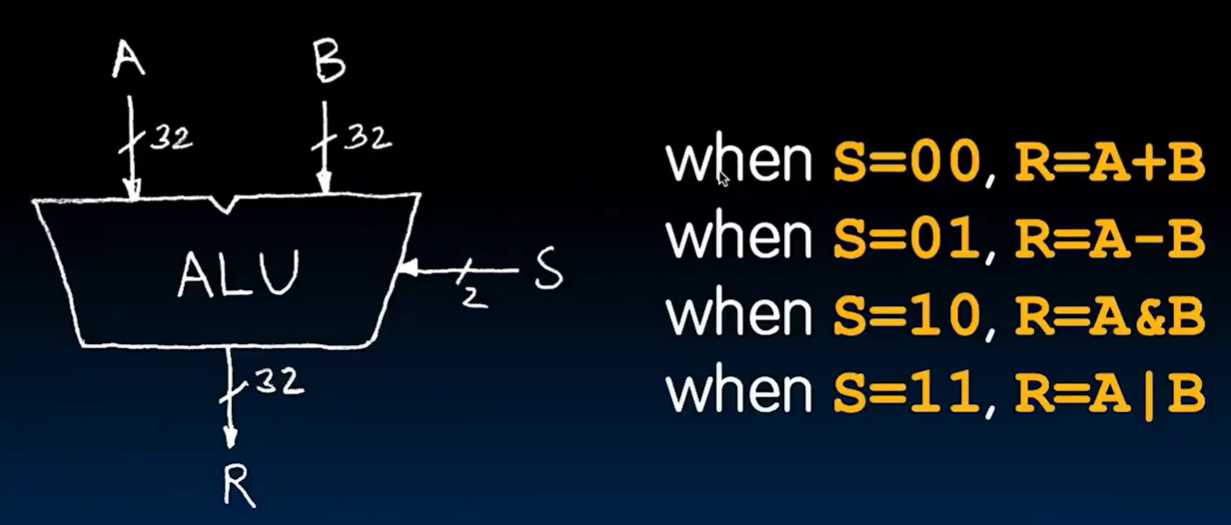 A B
32 32
ALU
2 S
32
R
when S=00, R=A+B
when S=01, R=A-B
when S=10, R=A&B
when S=11, R=A|B